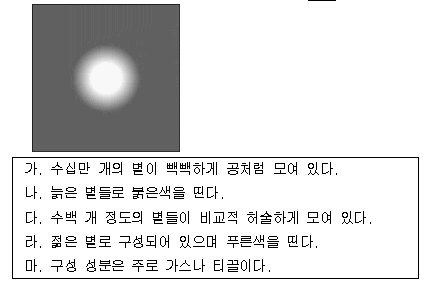 가. 수십만 개의 별이 빽빽하게 공처럼 모여 있다.
나. 늙은 별들로 붉은색을 띤다.
다. 수백 개 정도의 별들이 비교적 허술하게 모여 있다.
라. 젊은 별로 구성되어 있으며 푸른색을 띤다.
마. 구성 성분은 주로 가스나 티끌이다.